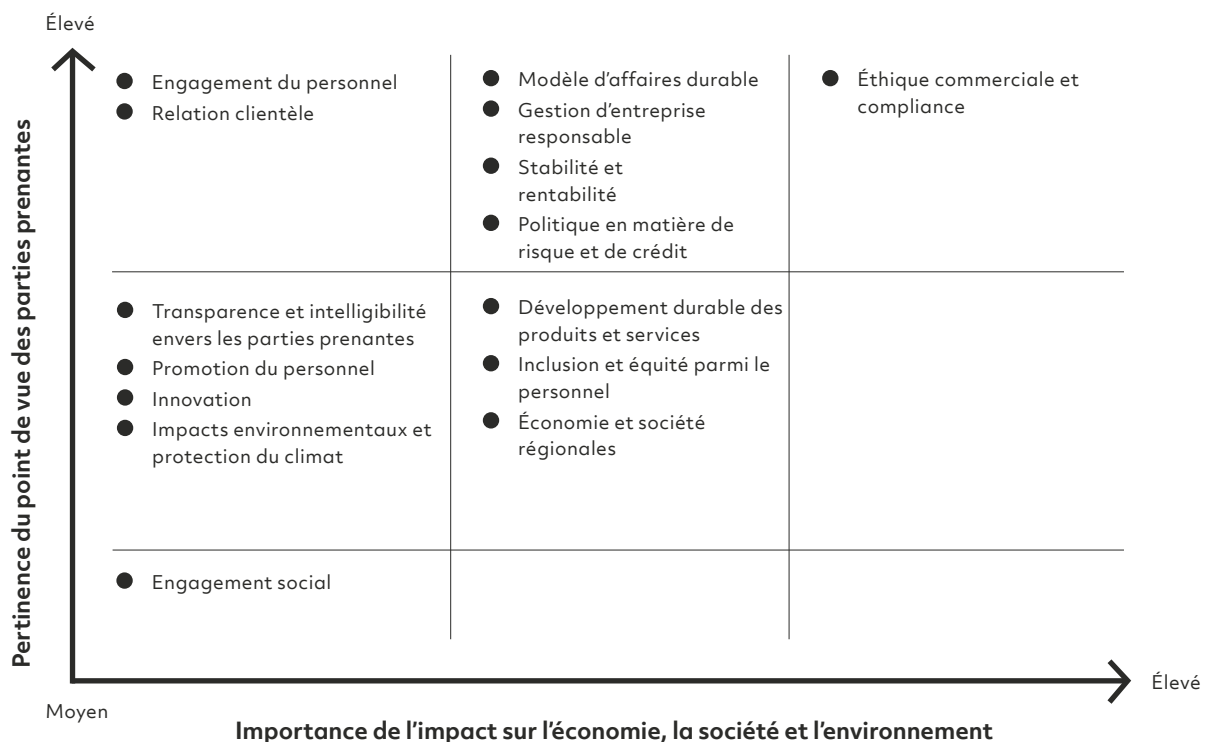 Élevé
Pertinence du point de vue des parties prenantes
Engagement du personnel
Relation clientèle
Modèle d’affaires durable
Gestion d’entreprise
responsable
Stabilité et
rentabilité
Politique en matière de
risque et de crédit
Éthique commerciale et
compliance
Transparence et intelligibilité
envers les parties prenantes
Promotion du personnel
Innovation
Impacts environnementaux et
protection du climat
Développement durable des
produits et services
Inclusion et équité parmi le
personnel
Économie et société
régionales
Engagement social
Élevé
Moyen
Importance de l’impact sur l’économie, la société et l’environnement